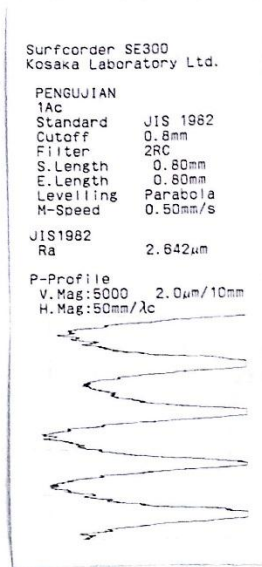 Surfcorder SE300
Kosaka Laboratory Ltd.
PENGUJIAN
1Ac
Standard JIS 1982
Cutoff 0.8mm
Filter 2RC
S.Length 0.80mm
E.Length 0.80mm
Levelling Parabola
M-Speed 0.50mm/s
JIS1982
Ra 2.642μm
P-Profile
V.Mag:5000 2.0μm/10mm
H.Mag:50mm/λc